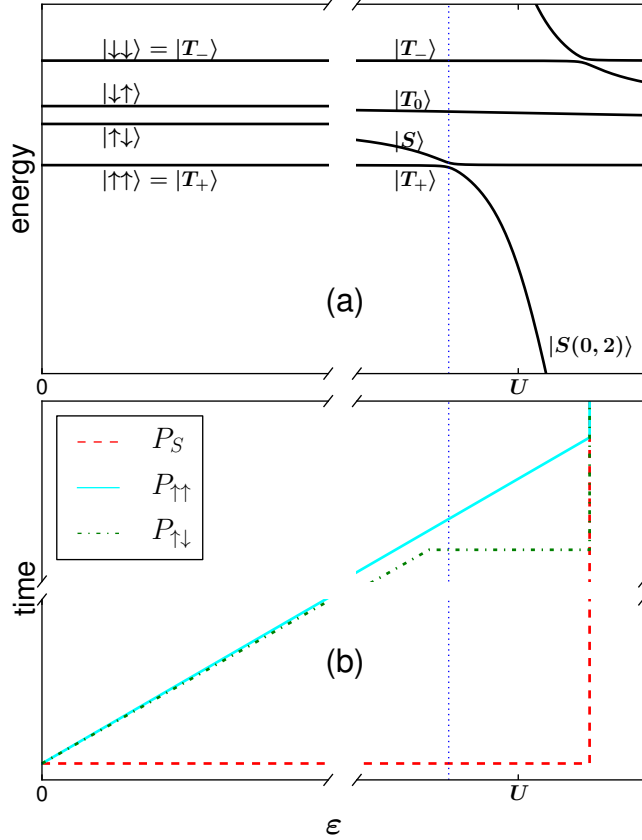 |↓↓⟩ = |T₋⟩
|T₋⟩
|↓↑⟩
|T₀⟩
|↑↓⟩
|S⟩
|↑↑⟩ = |T₊⟩
|T₊⟩
energy
(a)
|S(0, 2)⟩
0
U
P_S
P_↑↑
P_↑↓
time
(b)
0
U
ε